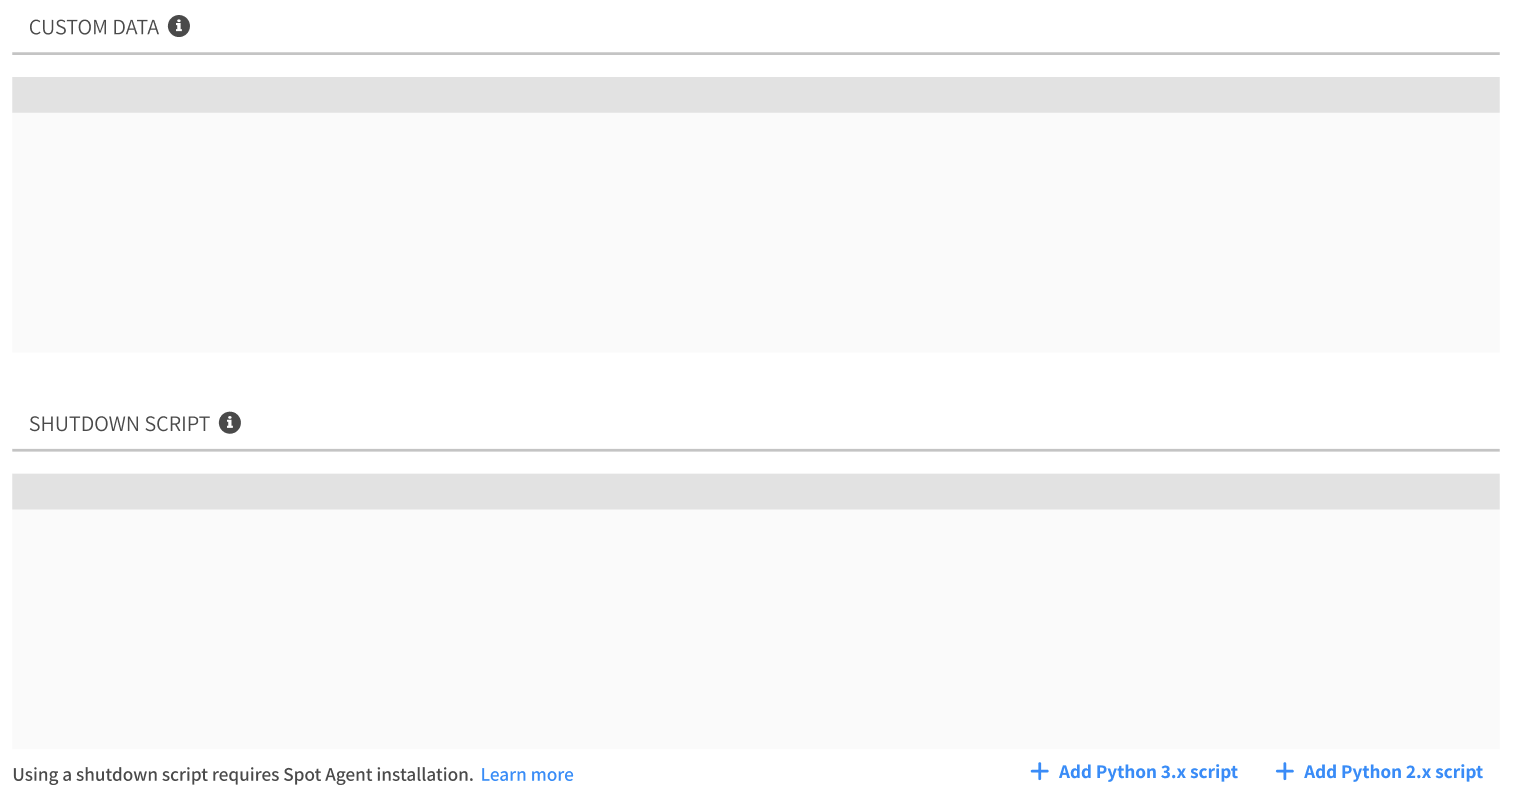 CUSTOM DATA
SHUTDOWN SCRIPT
Using a shutdown script requires Spot Agent installation. Learn more
Add Python 3.x script
Add Python 2.x script